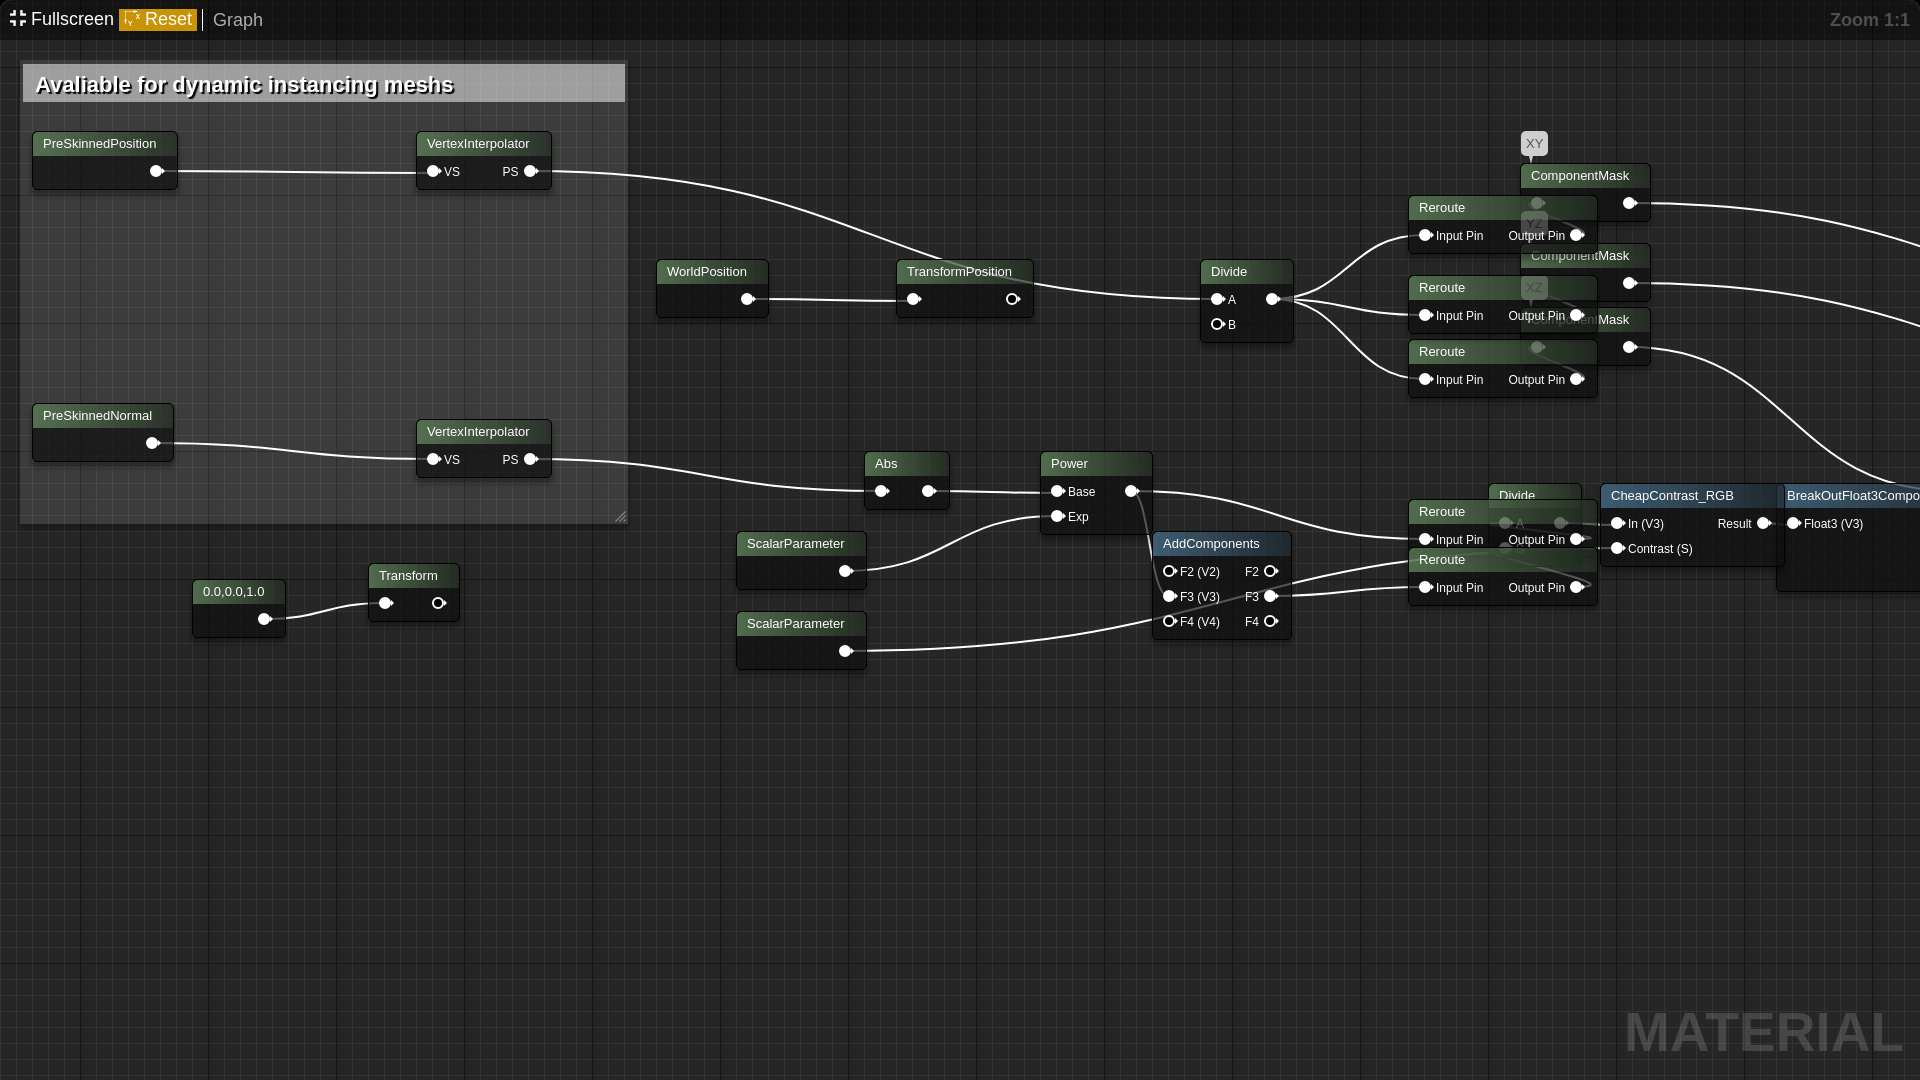 Fullscreen Reset Graph Zoom 1:1
Avaliable for dynamic instancing meshs
PreSkinnedPosition
VertexInterpolator
VS PS
XY
ComponentMask
Reroute
YZ
Input Pin Output Pin
ComponentMask
WorldPosition
TransformPosition
Divide
A
B
Reroute
XZ
Input Pin Output Pin
ComponentMask
Reroute
Input Pin Output Pin
PreSkinnedNormal
VertexInterpolator
VS PS
Abs
Power
Base
Exp
Divide
A
B
Reroute
Input Pin Output Pin
CheapContrast_RGB
In (V3) Result
Contrast (S)
BreakOutFloat3Compo
Float3 (V3)
ScalarParameter
AddComponents
F2 (V2) F2
F3 (V3) F3
F4 (V4) F4
Reroute
Input Pin Output Pin
0.0,0.0,1.0
Transform
ScalarParameter
MATERIAL